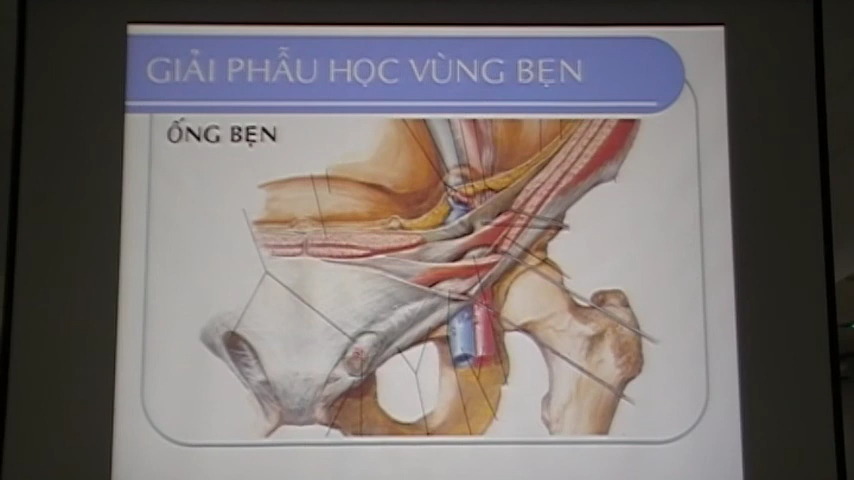 GIẢI PHẪU HỌC VÙNG BẸN
ỐNG BẸN